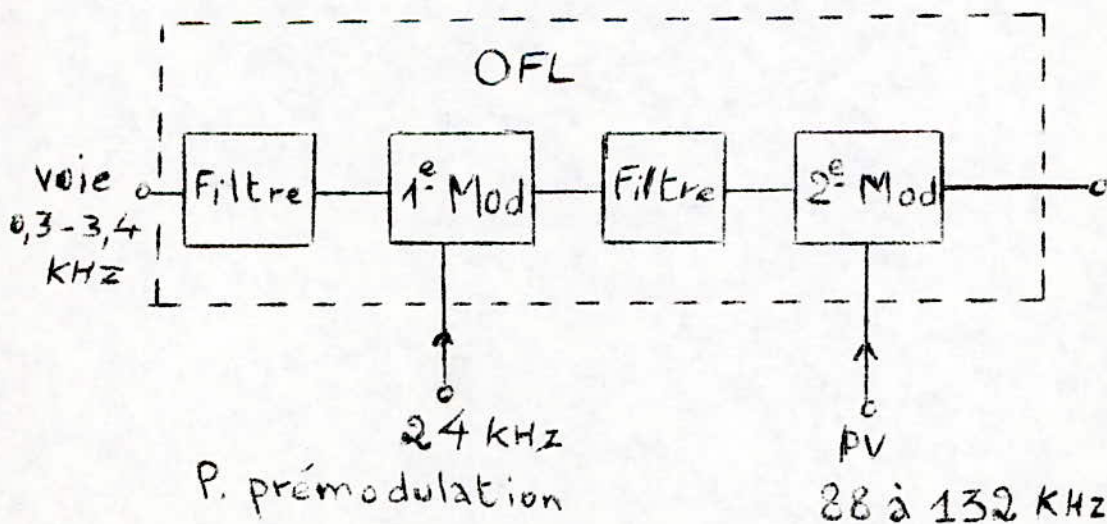 OFL
voie
0,3-3,4
KHz
Filtre
1e Mod
Filtre
2e Mod
24 KHz
P. prémodulation
PV
88 à 132 KHz